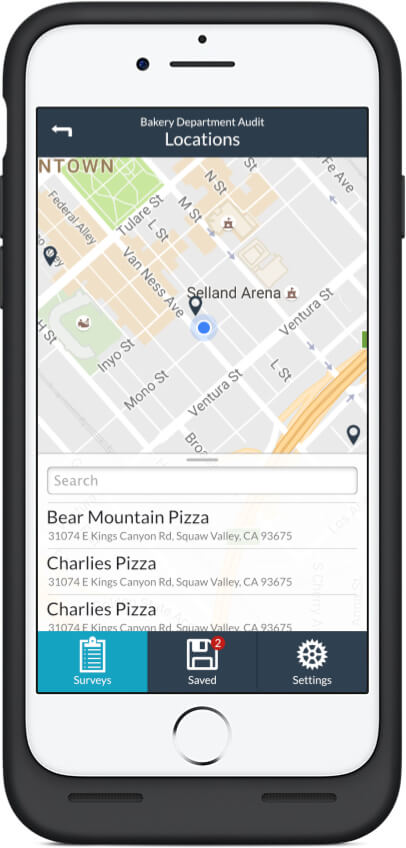 Bakery Department Audit
Locations
NTOWN
Fe Ave
N St
Tulare St
M St
Federal Alley
L St
Alley
Van Ness Ave
Selland Arena
Ventura St
H St
Inyo St
L St
Mono St
Ventura St
Broa
Search
Bear Mountain Pizza
31074 E Kings Canyon Rd, Squaw Valley, CA 93675
Charlies Pizza
31074 E Kings Canyon Rd, Squaw Valley, CA 93675
Charlies Pizza
31074 E Kings Canyon Rd, Squaw Valley, CA 93675
2
Surveys
Saved
Settings